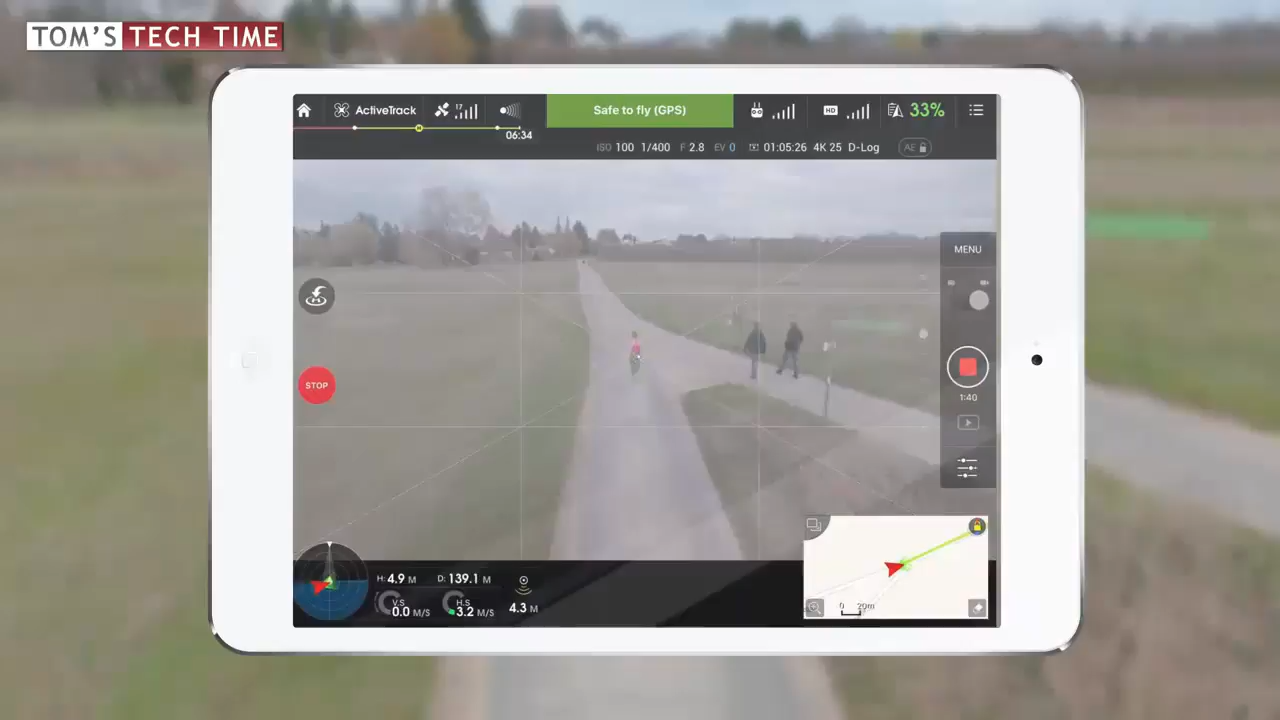 TOM'S TECH TIME
ActiveTrack 17 Safe to fly (GPS) HD 33%
06:34
ISO 100 1/400 F 2.8 EV 0 01:05:26 4K 25 D-Log AE
MENU
STOP
1:40
H: 4.9 M D: 139.1 M
V.S 0.0 M/S H.S 3.2 M/S 4.3 M
0 20m